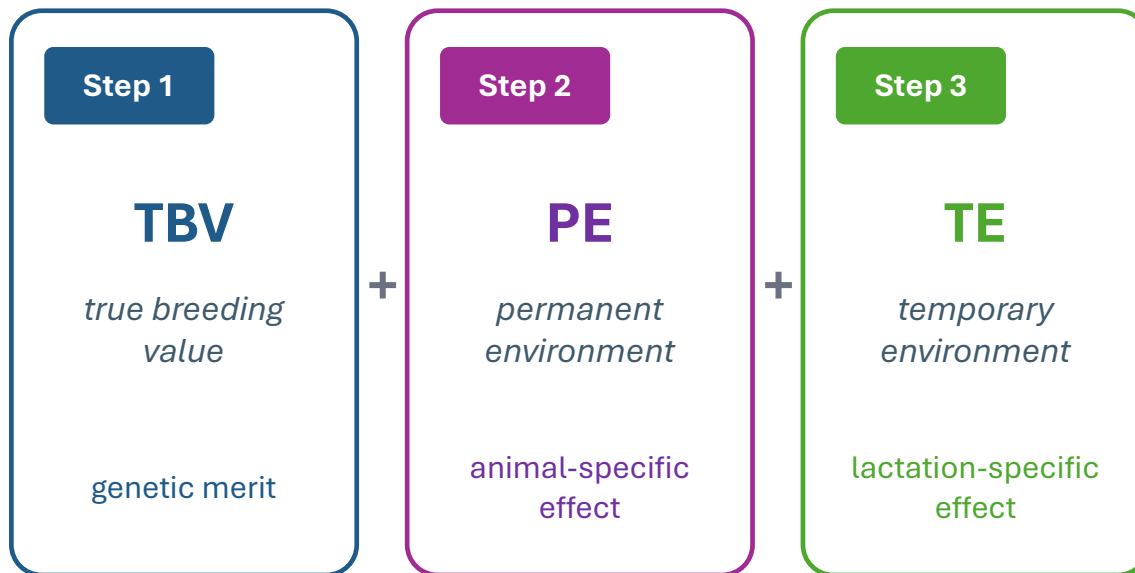 Step 1
TBV
true breeding
value
genetic merit
+
Step 2
PE
permanent
environment
animal-specific
effect
+
Step 3
TE
temporary
environment
lactation-specific
effect